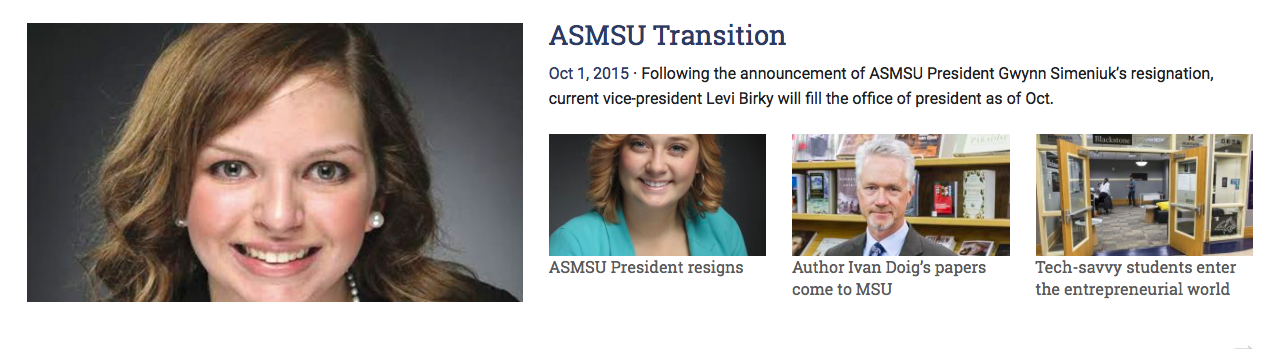 ASMSU Transition
Oct 1, 2015 · Following the announcement of ASMSU President Gwynn Simeniuk's resignation,
current vice-president Levi Birky will fill the office of president as of Oct.
Blackstone
ASMSU President resigns
Author Ivan Doig's papers
come to MSU
Tech-savvy students enter
the entrepreneurial world